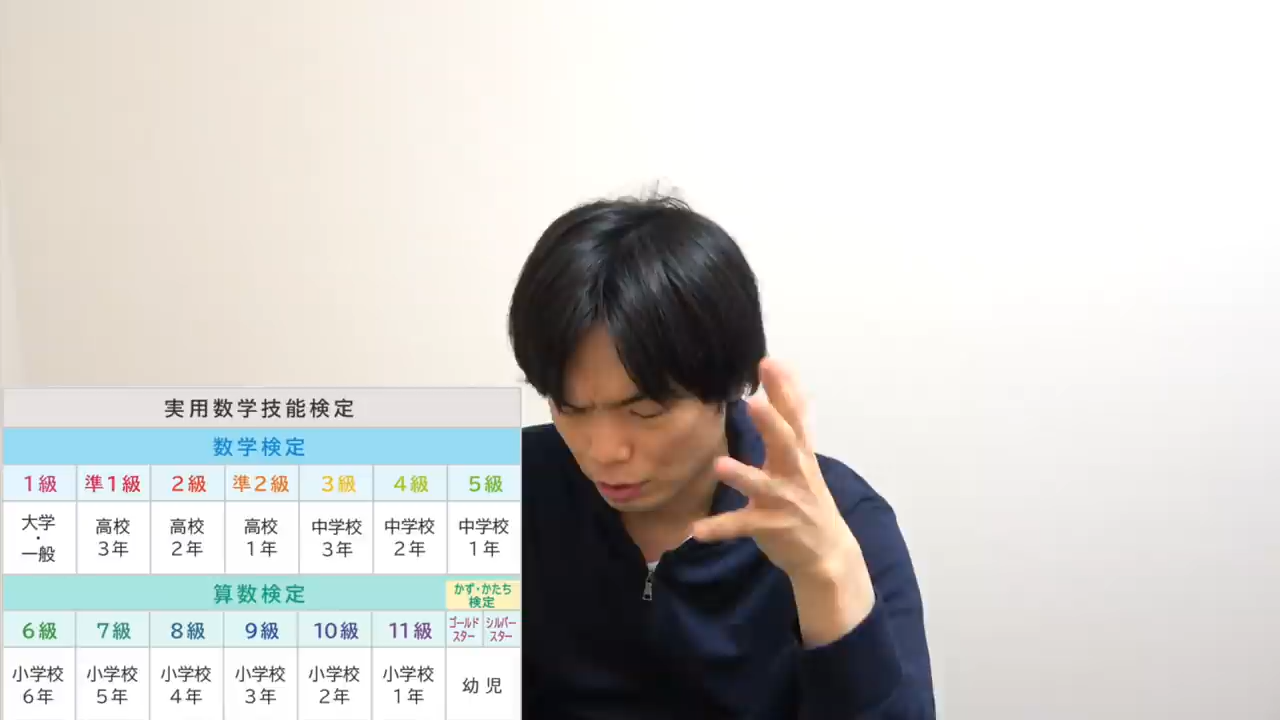 実用数学技能検定
数学検定
1級 準1級 2級 準2級 3級 4級 5級
大学・一般 高校3年 高校2年 高校1年 中学校3年 中学校2年 中学校1年
算数検定 かず・かたち検定
6級 7級 8級 9級 10級 11級 ゴールドスター シルバースター
小学校6年 小学校5年 小学校4年 小学校3年 小学校2年 小学校1年 幼児